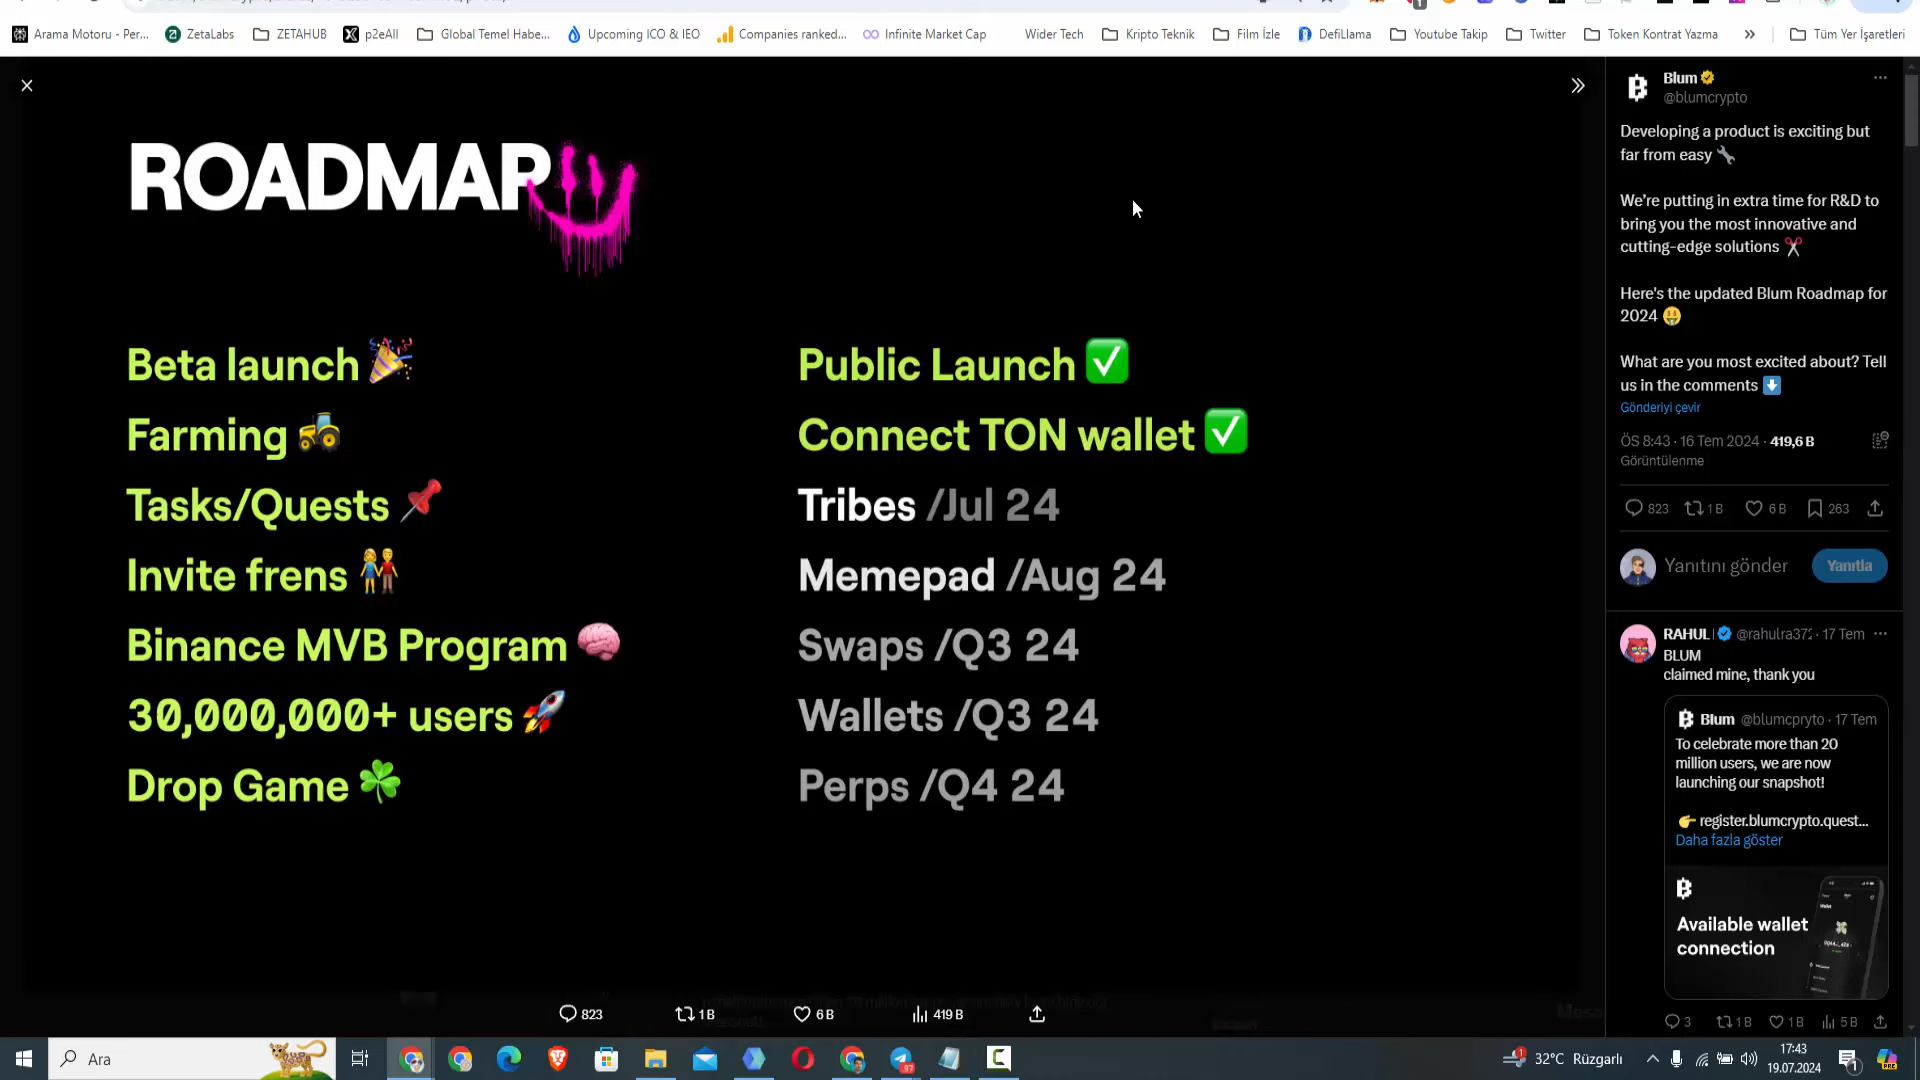 Arama Motoru - Per...
ZetaLabs
ZETAHUB
p2eAll
Global Temel Habe...
Upcoming ICO & IEO
Companies ranked...
Infinite Market Cap
Wider Tech
Kripto Teknik
Film İzle
DefiLlama
Youtube Takip
Twitter
Token Kontrat Yazma
Tüm Yer İşaretleri
ROADMAP
Beta launch 🎉
Farming 🚜
Tasks/Quests 📌
Invite frens 👫
Binance MVB Program 🧠
30,000,000+ users 🚀
Drop Game ☘️
Public Launch ✅
Connect TON wallet ✅
Tribes /Jul 24
Memepad /Aug 24
Swaps /Q3 24
Wallets /Q3 24
Perps /Q4 24
823
1 B
6 B
419 B
Blum
@blumcrypto
Developing a product is exciting but
far from easy 🔧
We're putting in extra time for R&D to
bring you the most innovative and
cutting-edge solutions ✂️
Here's the updated Blum Roadmap for
2024 🤑
What are you most excited about? Tell
us in the comments ⬇️
Gönderiyi çevir
ÖS 8:43 · 16 Tem 2024 · 419,6 B
Görüntülenme
823
1 B
6 B
263
Yanıtını gönder
Yanıtla
RAHUL
@rahulra372 · 17 Tem
BLUM
claimed mine, thank you
Blum @blumcpryto · 17 Tem
To celebrate more than 20
million users, we are now
launching our snapshot!
👉 register.blumcrypto.quest...
Daha fazla göster
Available wallet
connection
3
1 B
1 B
5 B
Ara
97
32°C Rüzgarlı
17:43
19.07.2024